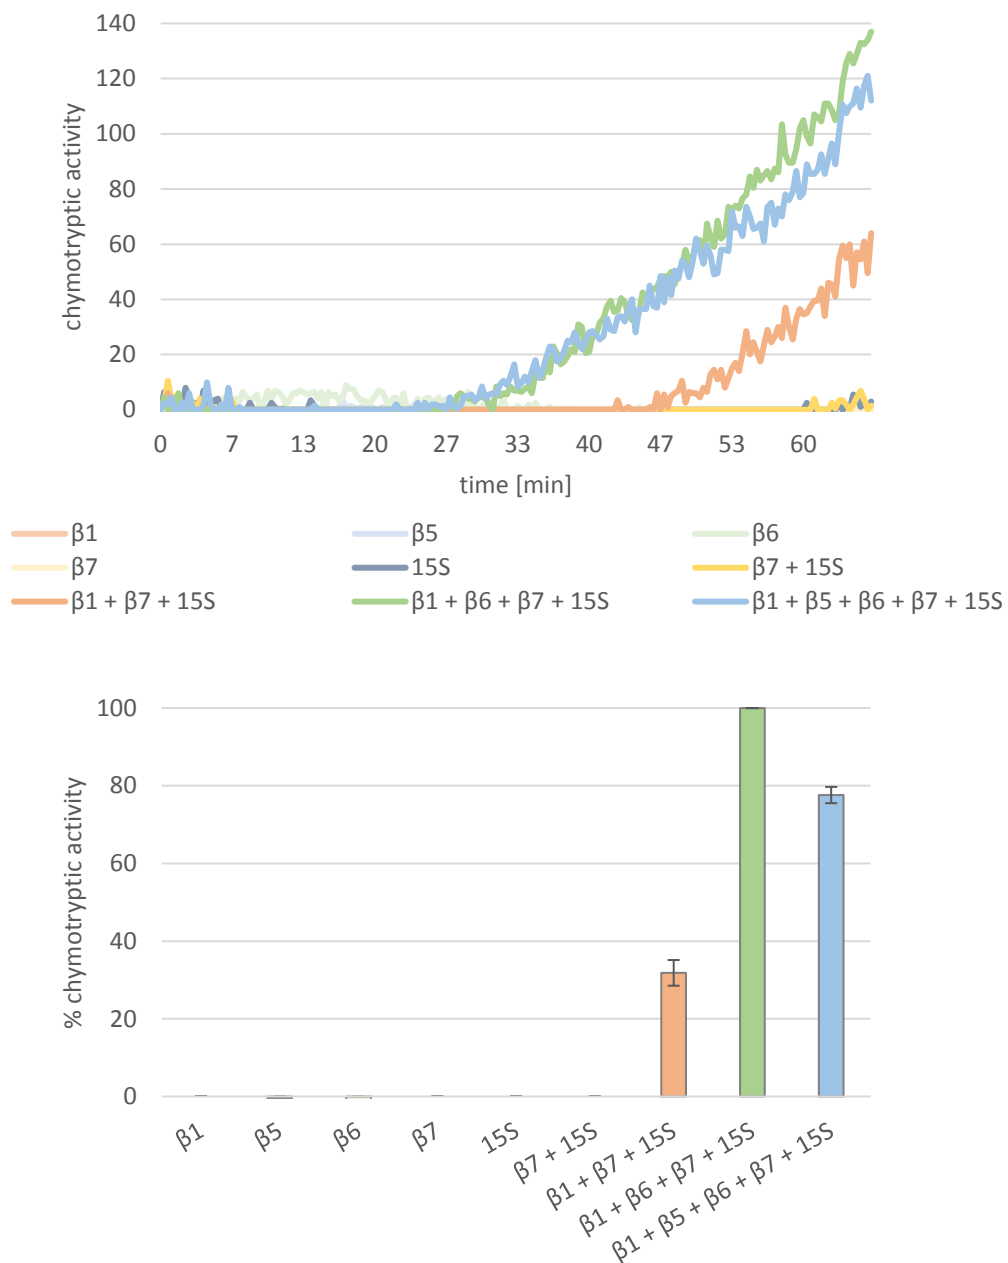 140
120
100
80
60
40
20
0
chymotryptic activity
0 7 13 20 27 33 40 47 53 60
time [min]
β1 β5 β6
β7 15S β7 + 15S
β1 + β7 + 15S β1 + β6 + β7 + 15S β1 + β5 + β6 + β7 + 15S
100
80
60
40
20
0
% chymotryptic activity
β1
β5
β6
β7
15S
β7 + 15S
β1 + β7 + 15S
β1 + β6 + β7 + 15S
β1 + β5 + β6 + β7 + 15S